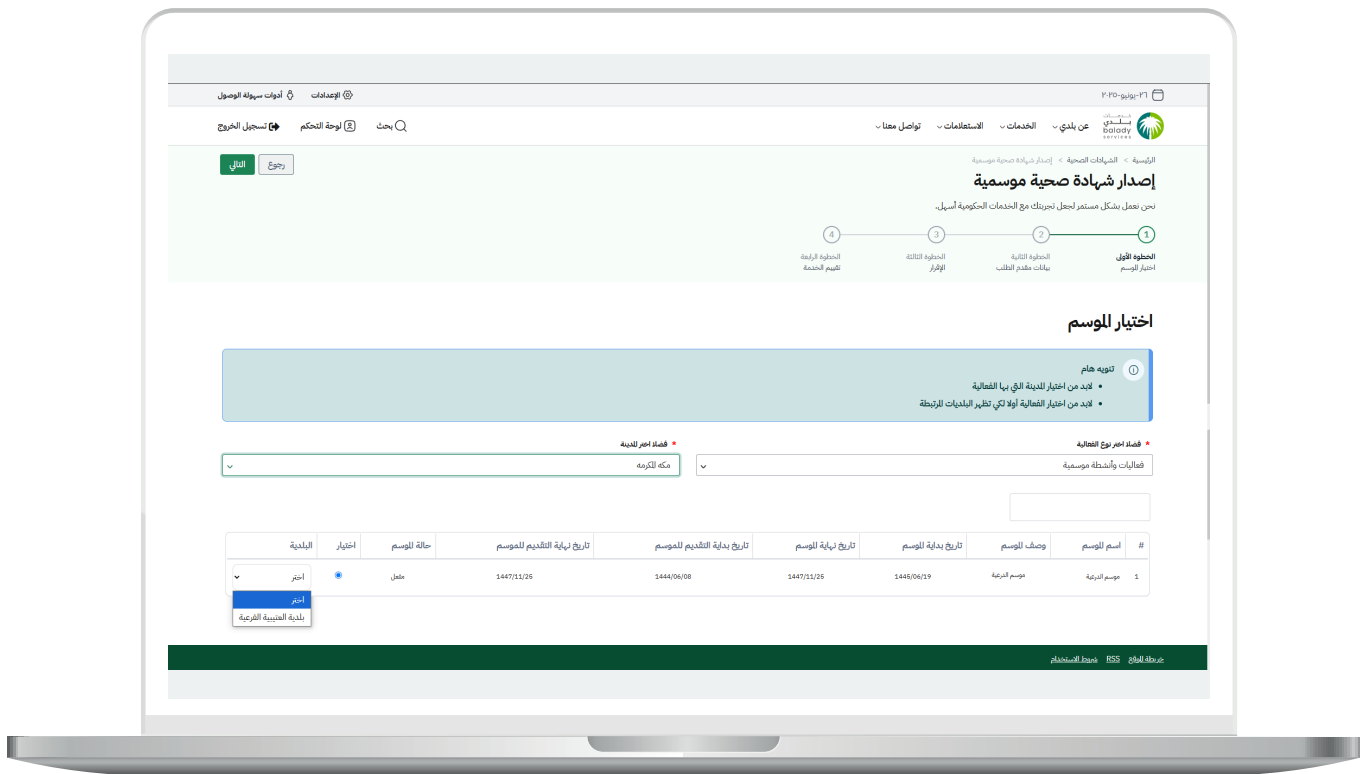 ٢٦-يونيو-٢٠٢٥
الإعدادات
أدوات سهولة الوصول
خدمات
بلدي
balady
services
عن بلدي
الخدمات
الاستعلامات
تواصل معنا
بحث
لوحة التحكم
تسجيل الخروج
الرئيسية > الشهادات الصحية > إصدار شهادة صحية موسمية
رجوع
التالي
إصدار شهادة صحية موسمية
نحن نعمل بشكل مستمر لجعل تجربتك مع الخدمات الحكومية أسهل.
1 2 3 4
الخطوة الأولى الخطوة الثانية الخطوة الثالثة الخطوة الرابعة
اختيار الموسم بيانات مقدم الطلب الإقرار تقييم الخدمة
اختيار الموسم
تنويه هام
• لابد من اختيار المدينة التي بها الفعالية
• لابد من اختيار الفعالية أولا لكي تظهر البلديات المرتبطة
* فضلا اختر نوع الفعالية * فضلا اختر المدينة
فعاليات وأنشطة موسمية مكه المكرمه
# اسم الموسم وصف الموسم تاريخ بداية الموسم تاريخ نهاية الموسم تاريخ بداية التقديم للموسم تاريخ نهاية التقديم للموسم حالة الموسم اختيار البلدية
1 موسم الدرعية موسم الدرعية 1445/06/19 1447/11/25 1444/06/08 1447/11/25 مفعل اختر
اختر
بلدية العتيبية الفرعية
خريطة الموقع RSS شروط الاستخدام